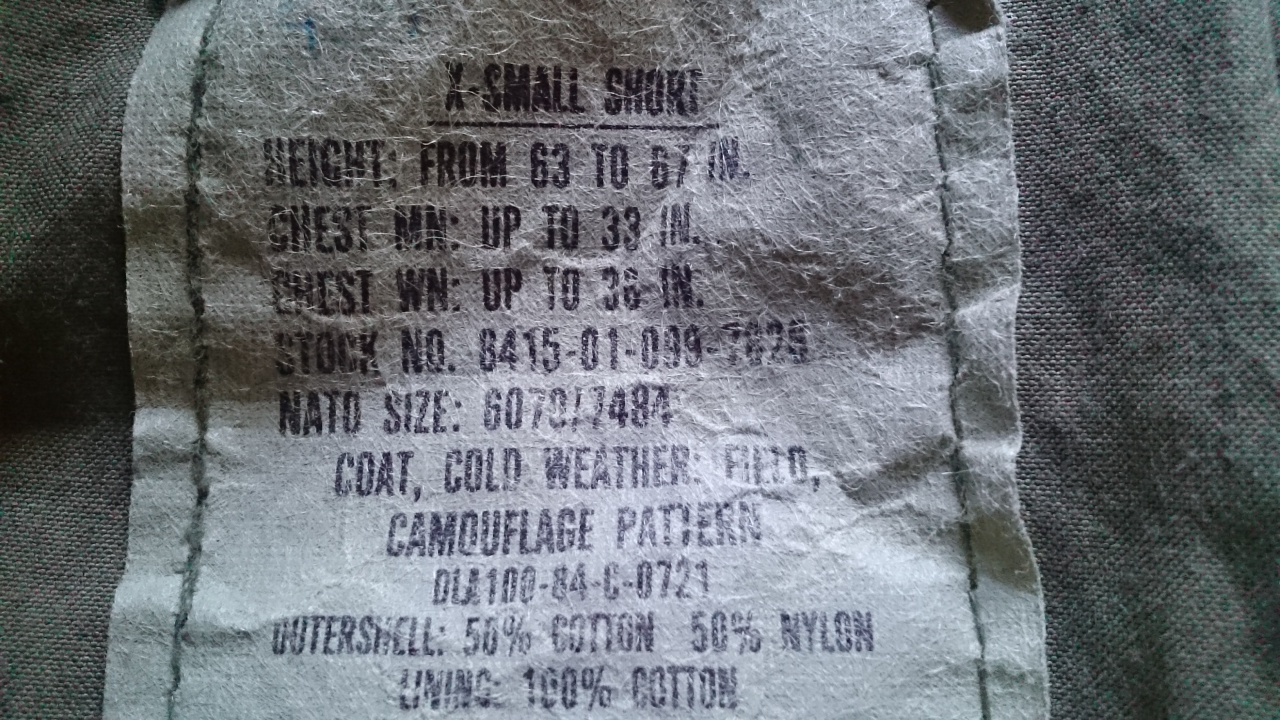 X-SMALL SHORT
HEIGHT: FROM 63 TO 67 IN.
CHEST MN: UP TO 33 IN.
CHEST WN: UP TO 36 IN.
STOCK NO. 8415-01-099-7825
NATO SIZE: 6070/7484
COAT, COLD WEATHER: FIELD,
CAMOUFLAGE PATTERN
DLA100-84-C-0721
OUTERSHELL: 50% COTTON 50% NYLON
LINING: 100% COTTON